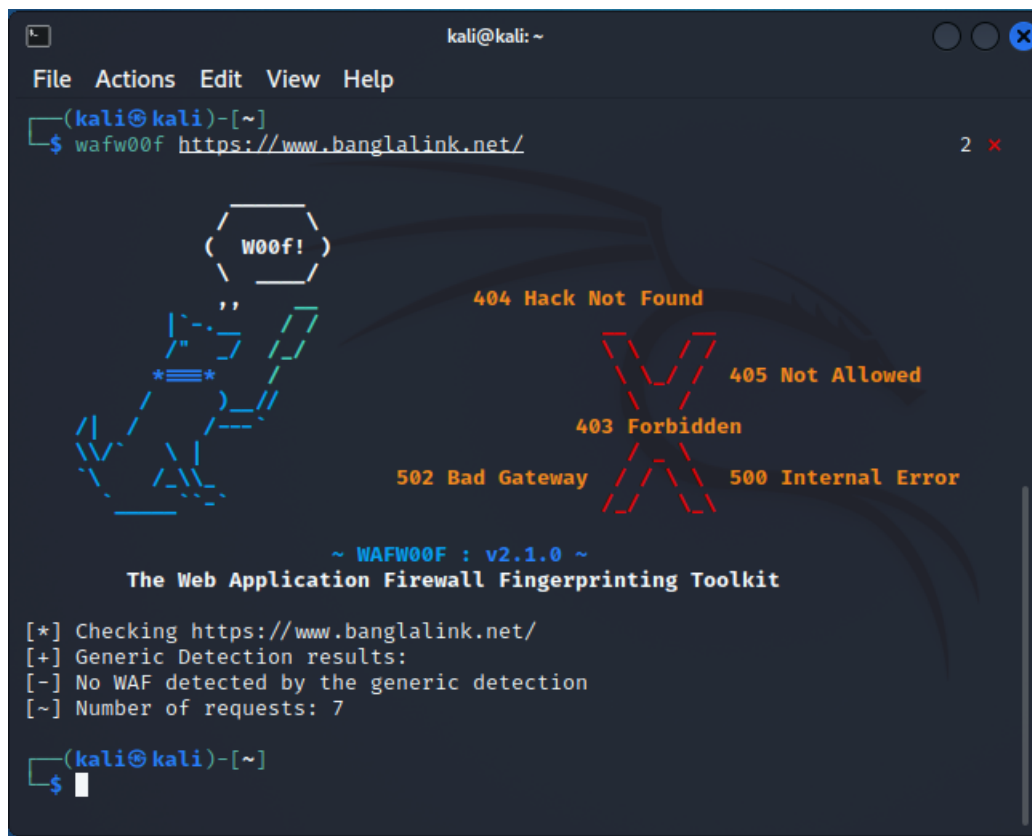 kali@kali: ~
File Actions Edit View Help
┌──(kali㉿kali)-[~]
└─$ wafw00f https://www.banglalink.net/ 2 ⨯
W00f!
404 Hack Not Found
405 Not Allowed
403 Forbidden
502 Bad Gateway 500 Internal Error
~ WAFW00F : v2.1.0 ~
The Web Application Firewall Fingerprinting Toolkit
[*] Checking https://www.banglalink.net/
[+] Generic Detection results:
[-] No WAF detected by the generic detection
[~] Number of requests: 7
┌──(kali㉿kali)-[~]
└─$